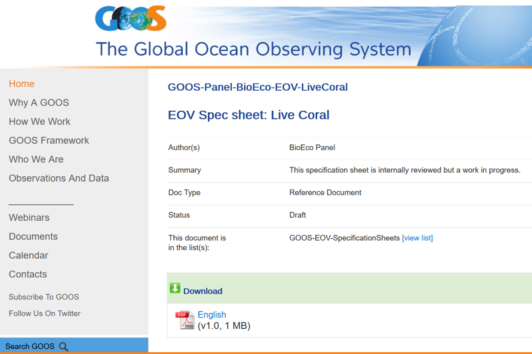 GOOS
The Global Ocean Observing System
Home
Why A GOOS
How We Work
GOOS Framework
Who We Are
Observations And Data
Webinars
Documents
Calendar
Contacts
Subscribe To GOOS
Follow Us On Twitter
Search GOOS
GOOS-Panel-BioEco-EOV-LiveCoral
EOV Spec sheet: Live Coral
Author(s) BioEco Panel
Summary This specification sheet is internally reviewed but a work in progress.
Doc Type Reference Document
Status Draft
This document is GOOS-EOV-SpecificationSheets [view list]
in the list(s):
Download
PDF
English
(v1.0, 1 MB)